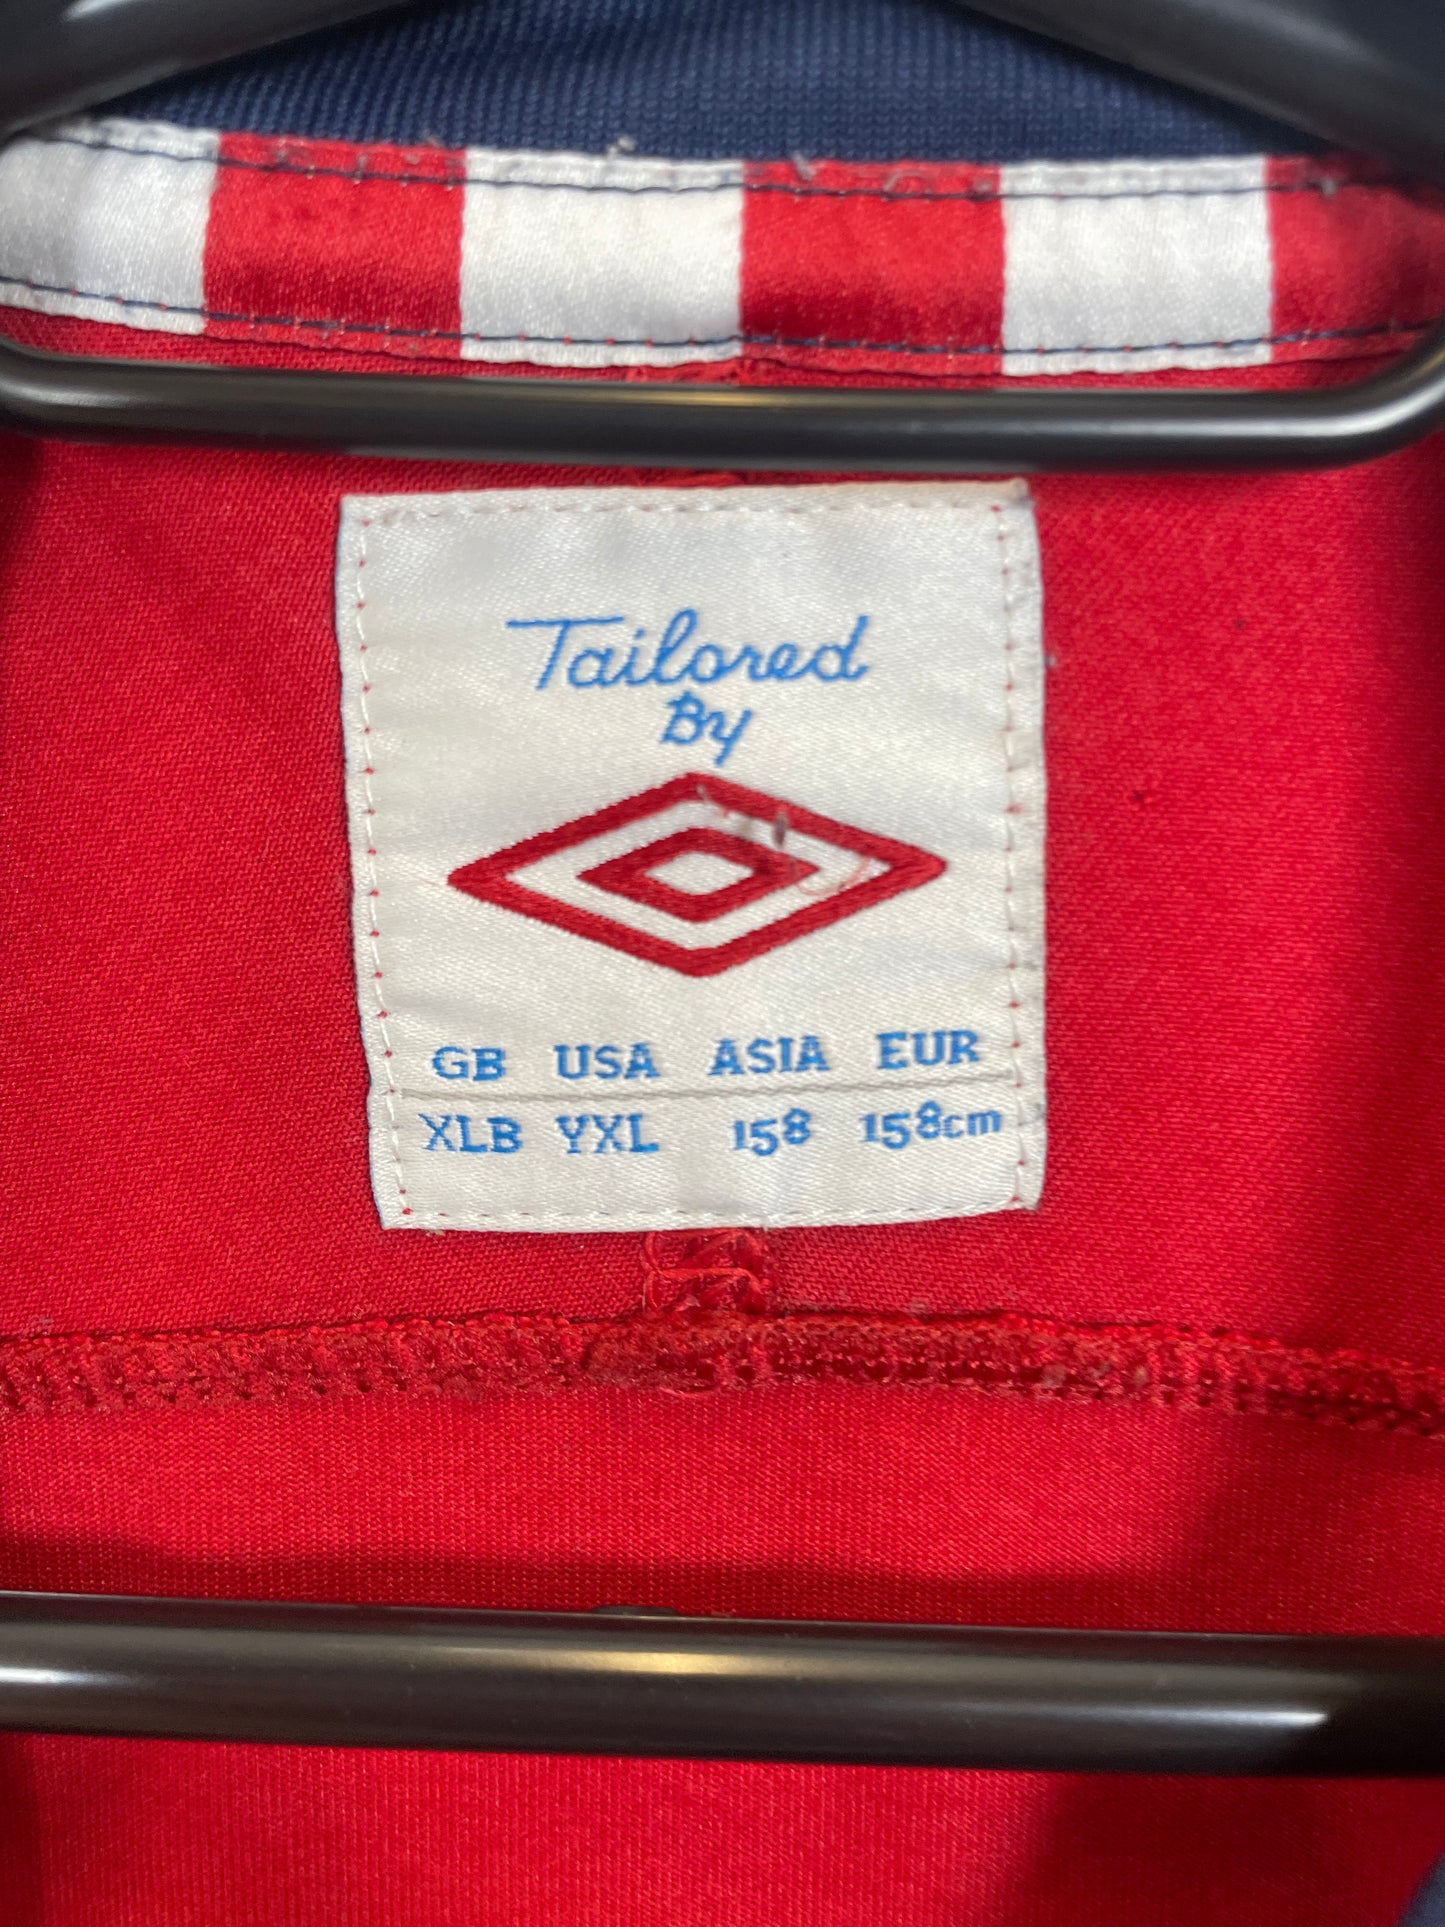 Tailored
By
GB USA ASIA EUR
XLB YXL 158 158cm